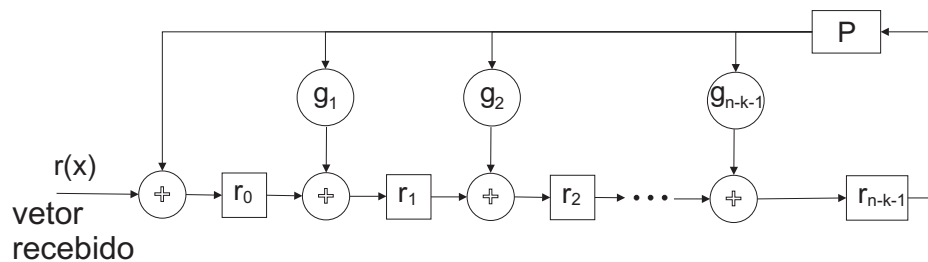 P
g1
g2
gn-k-1
r(x)
r0
r1
r2
rn-k-1
vetor
recebido